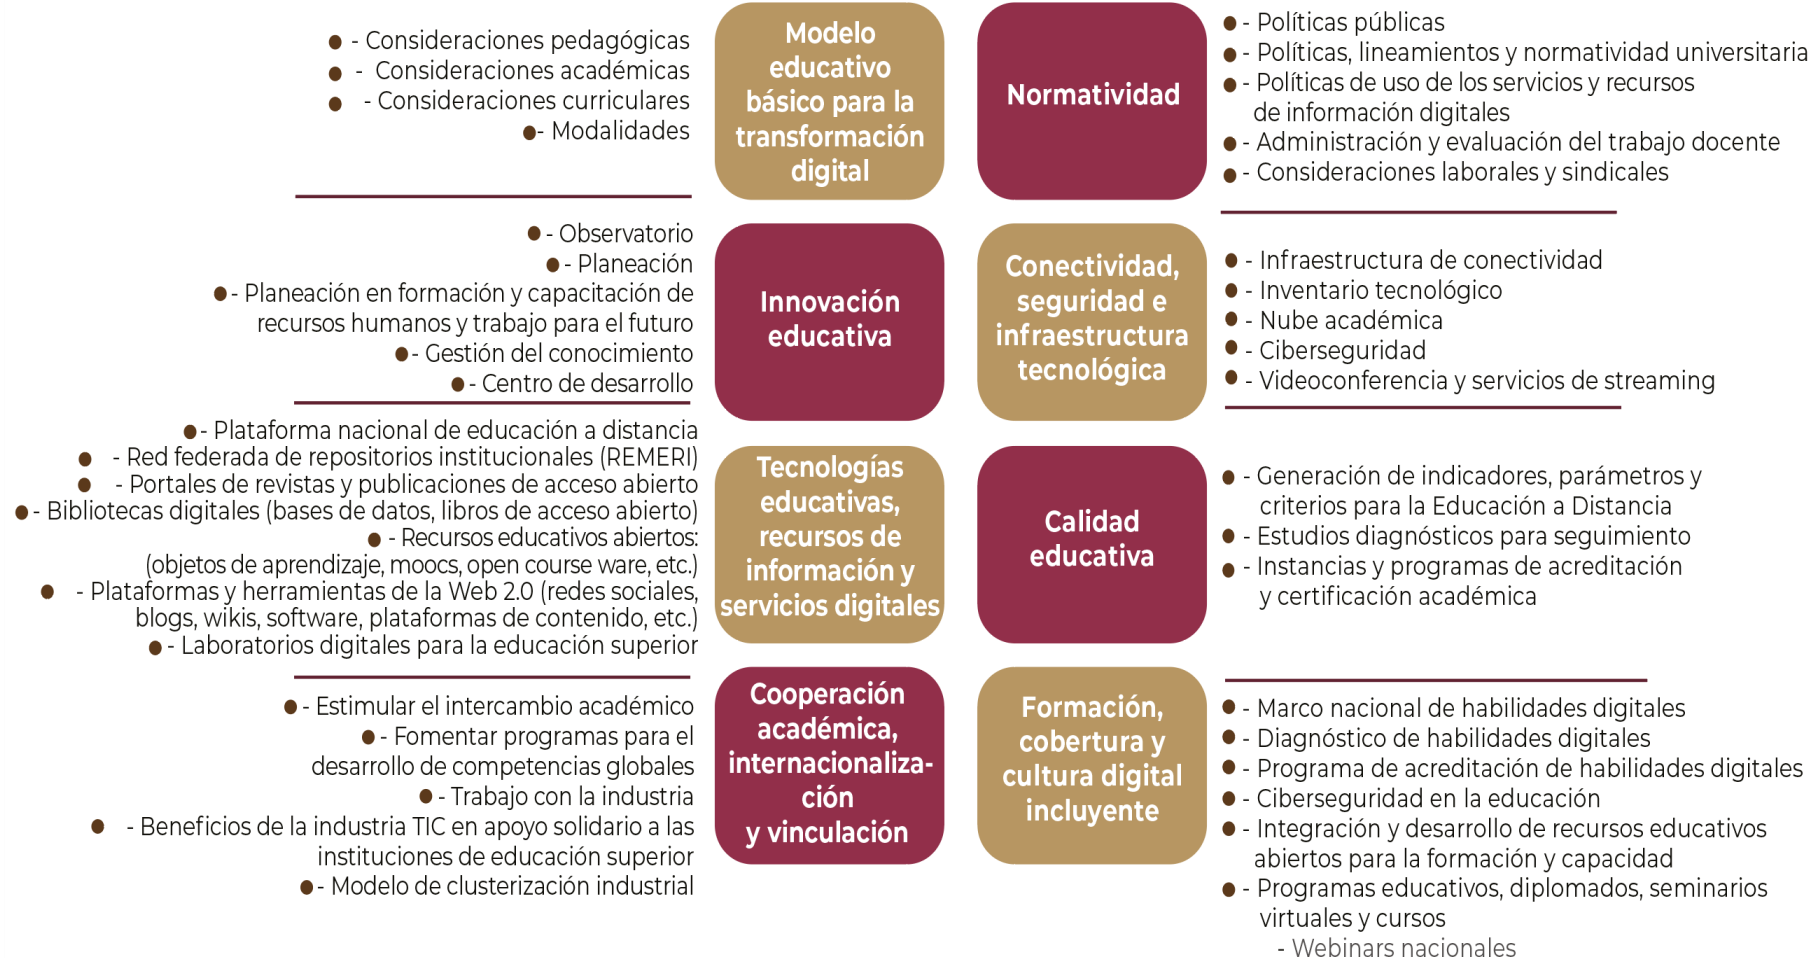 - Consideraciones pedagógicas
- Consideraciones académicas
- Consideraciones curriculares
- Modalidades
Modelo
educativo
básico para la
transformación
digital
Normatividad
- Políticas públicas
- Políticas, lineamientos y normatividad universitaria
- Políticas de uso de los servicios y recursos
de información digitales
- Administración y evaluación del trabajo docente
- Consideraciones laborales y sindicales
- Observatorio
- Planeación
- Planeación en formación y capacitación de
recursos humanos y trabajo para el futuro
- Gestión del conocimiento
- Centro de desarrollo
Innovación
educativa
Conectividad,
seguridad e
infraestructura
tecnológica
- Infraestructura de conectividad
- Inventario tecnológico
- Nube académica
- Ciberseguridad
- Videoconferencia y servicios de streaming
- Plataforma nacional de educación a distancia
- Red federada de repositorios institucionales (REMERI)
- Portales de revistas y publicaciones de acceso abierto
- Bibliotecas digitales (bases de datos, libros de acceso abierto)
- Recursos educativos abiertos:
(objetos de aprendizaje, moocs, open course ware, etc.)
- Plataformas y herramientas de la Web 2.0 (redes sociales,
blogs, wikis, software, plataformas de contenido, etc.)
- Laboratorios digitales para la educación superior
Tecnologías
educativas,
recursos de
información y
servicios digitales
Calidad
educativa
- Generación de indicadores, parámetros y
criterios para la Educación a Distancia
- Estudios diagnósticos para seguimiento
- Instancias y programas de acreditación
y certificación académica
- Estimular el intercambio académico
- Fomentar programas para el
desarrollo de competencias globales
- Trabajo con la industria
- Beneficios de la industria TIC en apoyo solidario a las
instituciones de educación superior
- Modelo de clusterización industrial
Cooperación
académica,
internacionaliza-
ción
y vinculación
Formación,
cobertura y
cultura digital
incluyente
- Marco nacional de habilidades digitales
- Diagnóstico de habilidades digitales
- Programa de acreditación de habilidades digitales
- Ciberseguridad en la educación
- Integración y desarrollo de recursos educativos
abiertos para la formación y capacidad
- Programas educativos, diplomados, seminarios
virtuales y cursos
- Webinars nacionales